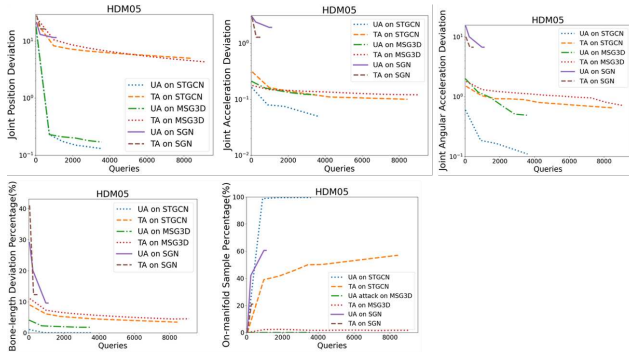 HDM05
Joint Position Deviation
10¹
10⁰
10⁻¹
UA on STGCN
TA on STGCN
UA on MSG3D
TA on MSG3D
UA on SGN
TA on SGN
0 2000 4000 6000 8000
Queries
HDM05
Joint Acceleration Deviation
10⁰
10⁻¹
10⁻²
UA on STGCN
TA on STGCN
UA on MSG3D
TA on MSG3D
UA on SGN
TA on SGN
0 2000 4000 6000 8000
Queries
HDM05
Joint Angular Acceleration Deviation
10¹
10⁰
10⁻¹
UA on STGCN
TA on STGCN
UA on MSG3D
TA on MSG3D
UA on SGN
TA on SGN
0 2000 4000 6000 8000
Queries
HDM05
Bone-length Deviation Percentage(%)
40
30
20
10
0
UA on STGCN
TA on STGCN
UA on MSG3D
TA on MSG3D
UA on SGN
TA on SGN
0 2000 4000 6000 8000
Queries
HDM05
On-manifold Sample Percentage(%)
100
80
60
40
20
0
UA on STGCN
TA on STGCN
UA attack on MSG3D
TA on MSG3D
UA on SGN
TA on SGN
0 2000 4000 6000 8000
Queries